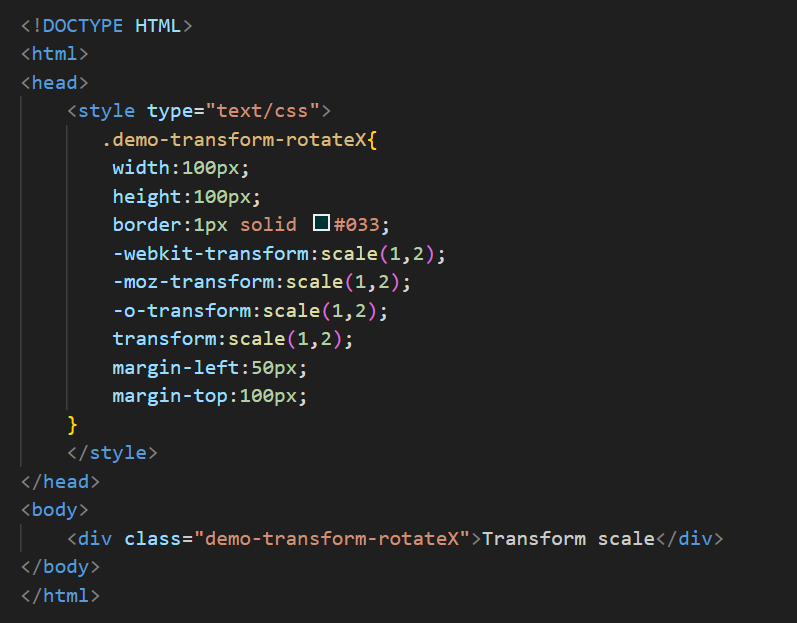 <!DOCTYPE HTML>
<html>
<head>
    <style type="text/css">
       .demo-transform-rotateX{
        width:100px;
        height:100px;
        border:1px solid #033;
        -webkit-transform:scale(1,2);
        -moz-transform:scale(1,2);
        -o-transform:scale(1,2);
        transform:scale(1,2);
        margin-left:50px;
        margin-top:100px;
    }
    </style>
</head>
<body>
    <div class="demo-transform-rotateX">Transform scale</div>
</body>
</html>